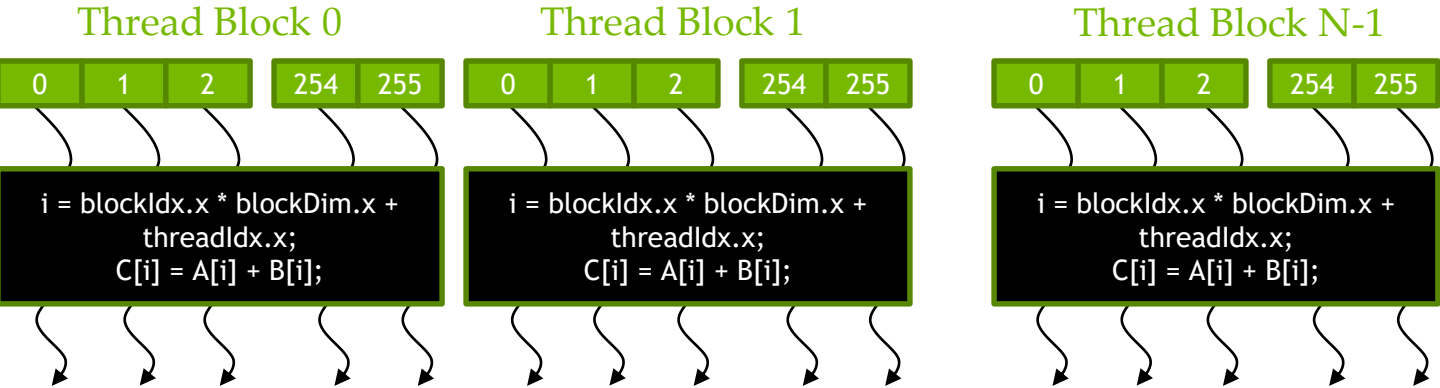 Thread Block 0
0 1 2 254 255
i = blockIdx.x * blockDim.x +
threadIdx.x;
C[i] = A[i] + B[i];
Thread Block 1
0 1 2 254 255
i = blockIdx.x * blockDim.x +
threadIdx.x;
C[i] = A[i] + B[i];
Thread Block N-1
0 1 2 254 255
i = blockIdx.x * blockDim.x +
threadIdx.x;
C[i] = A[i] + B[i];